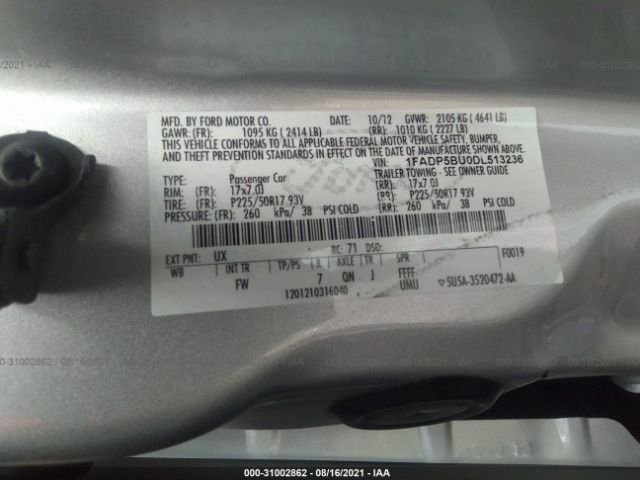 MFD. BY FORD MOTOR CO. DATE: 10/12 GVWR: 2105 KG ( 4641 LB)
GAWR: (FR) 1095 KG ( 2414 LB) (RR) 1010 KG ( 2227 LB)
THIS VEHICLE CONFORMS TO ALL APPLICABLE FEDERAL MOTOR VEHICLE SAFETY, BUMPER,
AND THEFT PREVENTION STANDARDS IN EFFECT ON THE DATE OF MANUFACTURE SHOWN ABOVE.
VIN: 1FADP5BU0DL513236
TYPE: Passenger Car TRAILER TOWING - SEE OWNER GUIDE
RIM: (FR) 17x7.0J (RR) 17x7.0J
TIRE: (FR) P225/50R17 93V (RR) P225/50R17 93V
PRESSURE: (FR) 260 kPa/ 38 PSI COLD (RR) 260 kPa/ 38 PSI COLD
EXT PNT: UX RC: 71 DSO: F0019
WB INT TR TP/PS R AXLE TR SPR
FW 7 QN J FFFF
1201210316040 UMU 5U5A-3520472-AA
000-31002862 / 08/16/2021 - IAA